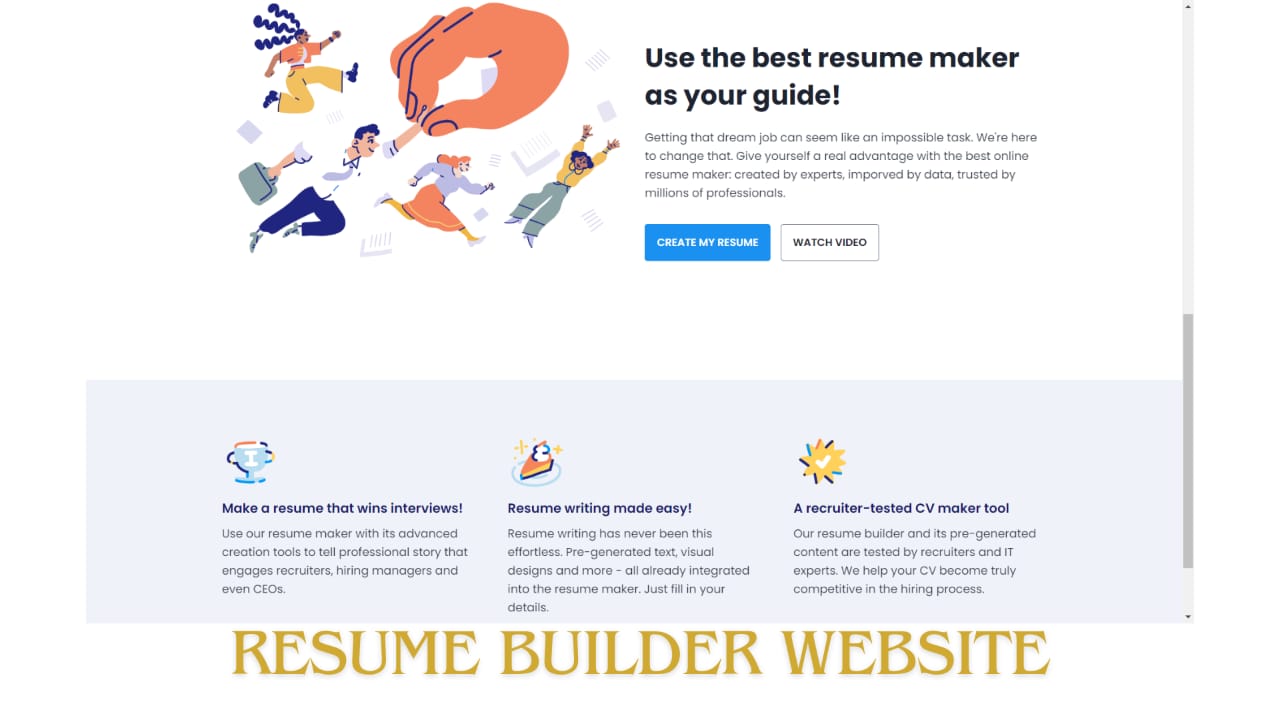 Use the best resume maker
as your guide!
Getting that dream job can seem like an impossible task. We're here
to change that. Give yourself a real advantage with the best online
resume maker: created by experts, imporved by data, trusted by
millions of professionals.
CREATE MY RESUME
WATCH VIDEO
Make a resume that wins interviews!
Use our resume maker with its advanced
creation tools to tell professional story that
engages recruiters, hiring managers and
even CEOs.
Resume writing made easy!
Resume writing has never been this
effortless. Pre-generated text, visual
designs and more - all already integrated
into the resume maker. Just fill in your
details.
A recruiter-tested CV maker tool
Our resume builder and its pre-generated
content are tested by recruiters and IT
experts. We help your CV become truly
competitive in the hiring process.
RESUME BUILDER WEBSITE